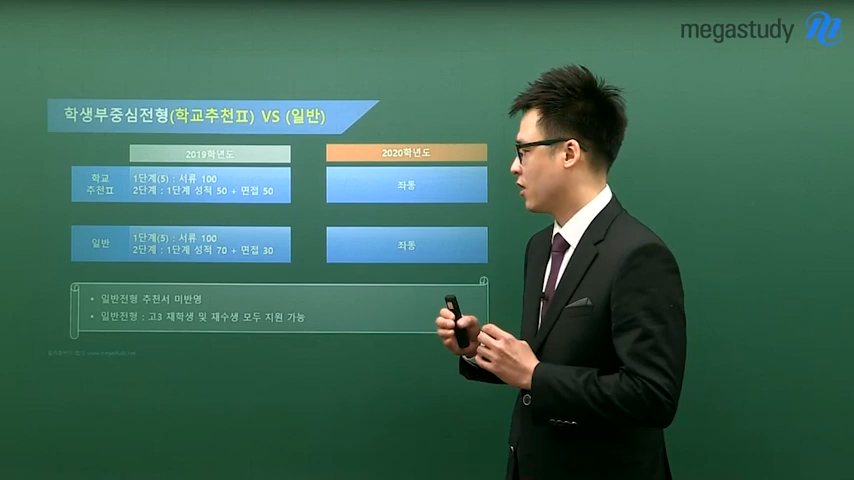 megastudy
학생부중심전형(학교추천Ⅱ) VS (일반)
2019학년도
2020학년도
학교
추천Ⅱ
1단계(5) : 서류 100
2단계 : 1단계 성적 50 + 면접 50
좌동
일반
1단계(5) : 서류 100
2단계 : 1단계 성적 70 + 면접 30
좌동
• 일반전형 추천서 미반영
• 일반전형 : 고3 재학생 및 재수생 모두 지원 가능
www.megastudy.net